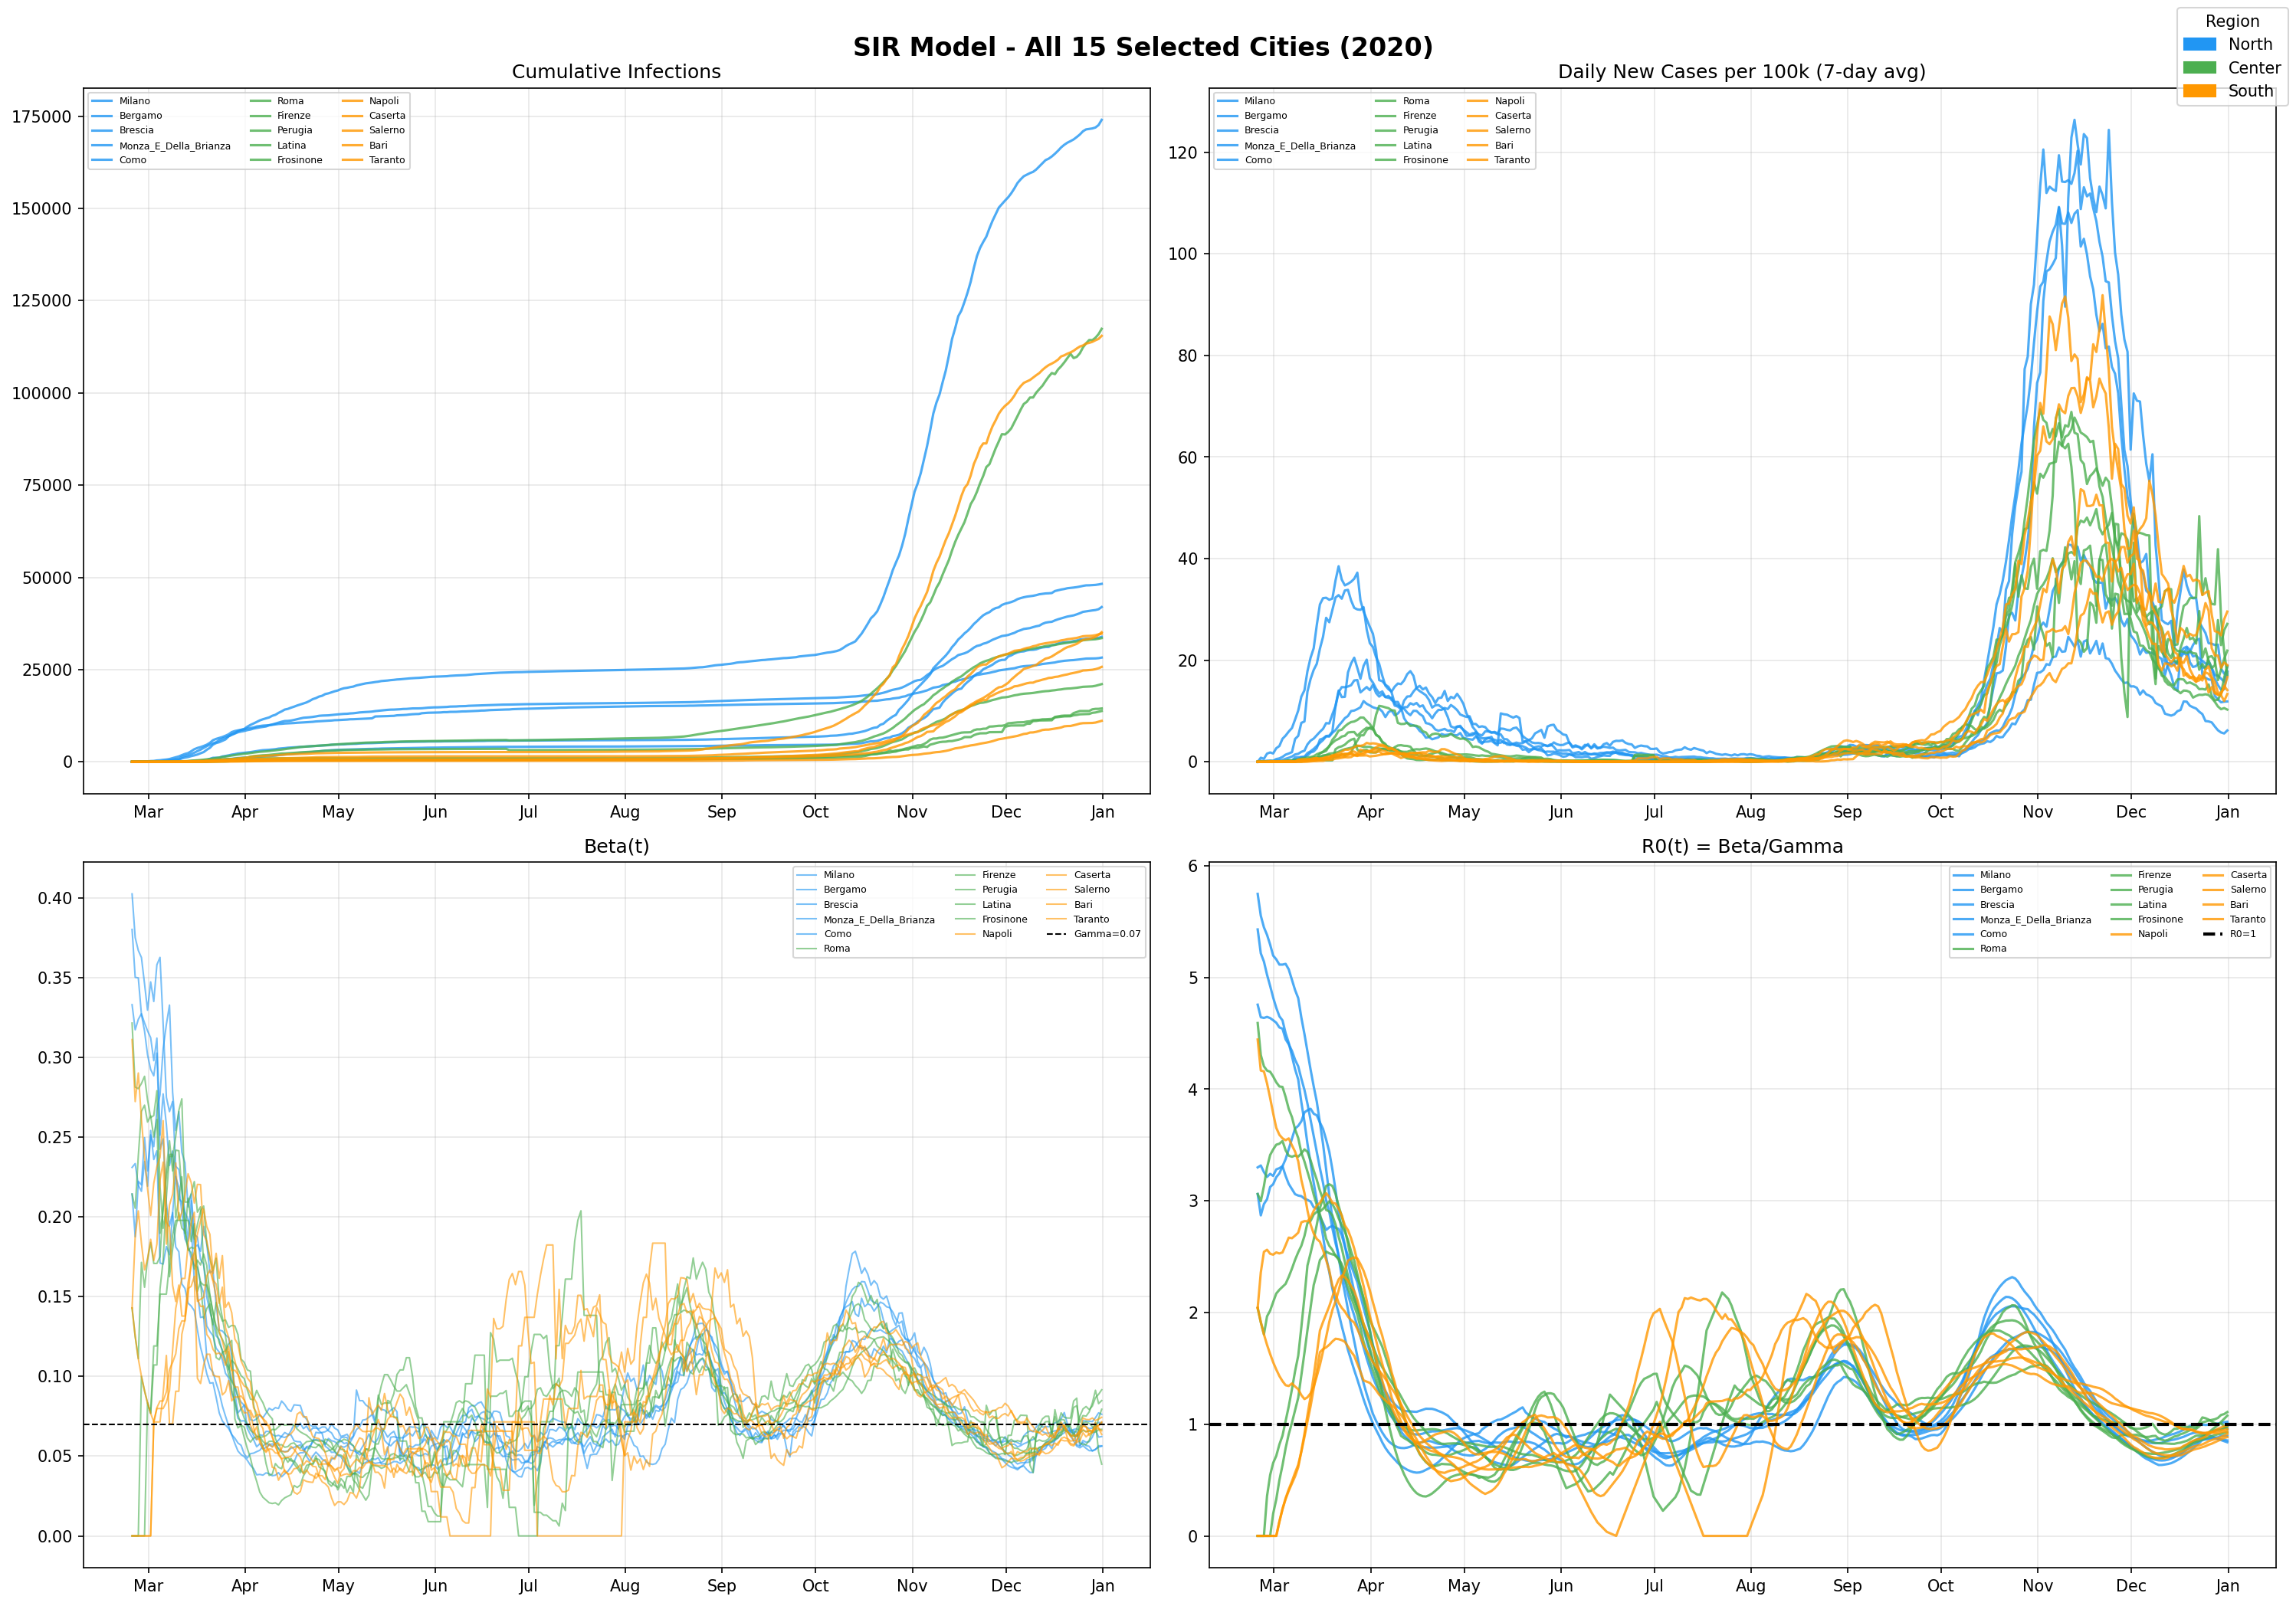 SIR Model - All 15 Selected Cities (2020)
Region
North
Center
South
Cumulative Infections
Milano Roma Napoli
Bergamo Firenze Caserta
Brescia Perugia Salerno
Monza_E_Della_Brianza Latina Bari
Como Frosinone Taranto
175000
150000
125000
100000
75000
50000
25000
0
Mar Apr May Jun Jul Aug Sep Oct Nov Dec Jan
Daily New Cases per 100k (7-day avg)
Milano Roma Napoli
Bergamo Firenze Caserta
Brescia Perugia Salerno
Monza_E_Della_Brianza Latina Bari
Como Frosinone Taranto
120
100
80
60
40
20
0
Mar Apr May Jun Jul Aug Sep Oct Nov Dec Jan
Beta(t)
Milano Firenze Caserta
Bergamo Perugia Salerno
Brescia Latina Bari
Monza_E_Della_Brianza Frosinone Taranto
Como Napoli Gamma=0.07
Roma
0.40
0.35
0.30
0.25
0.20
0.15
0.10
0.05
0.00
Mar Apr May Jun Jul Aug Sep Oct Nov Dec Jan
R0(t) = Beta/Gamma
Milano Firenze Caserta
Bergamo Perugia Salerno
Brescia Latina Bari
Monza_E_Della_Brianza Frosinone Taranto
Como Napoli R0=1
Roma
6
5
4
3
2
1
0
Mar Apr May Jun Jul Aug Sep Oct Nov Dec Jan